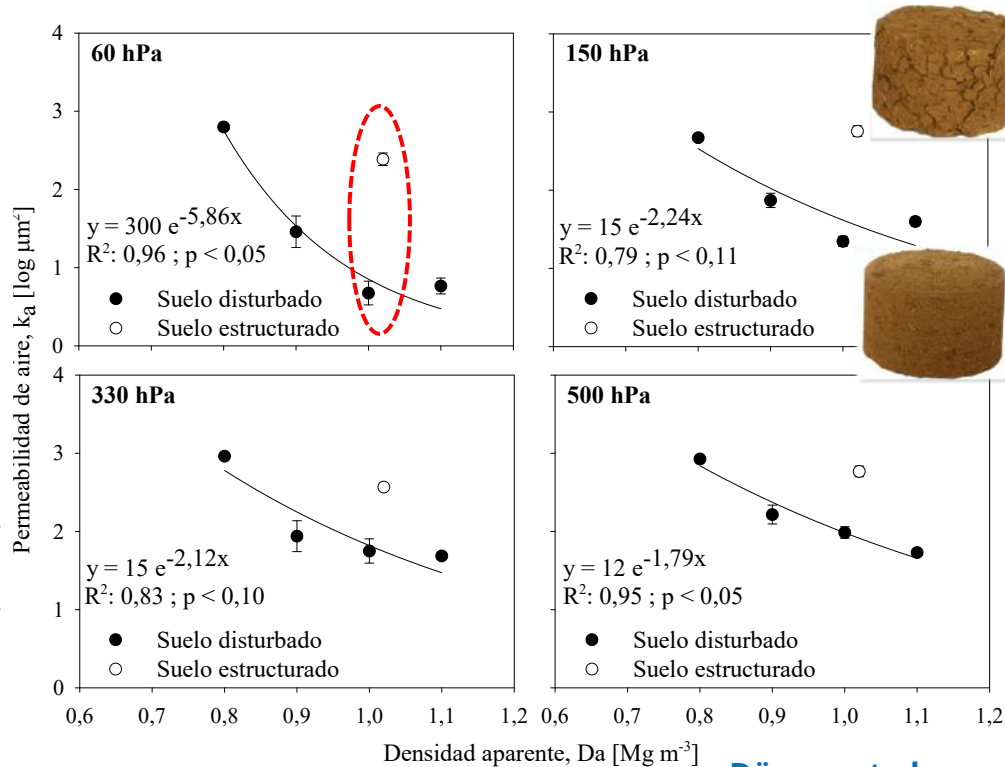 Permeabilidad de aire, kₐ [log µm²]
4
3
2
1
0
60 hPa
y = 300 e^-5,86x
R²: 0,96 ; p < 0,05
Suelo disturbado
Suelo estructurado
150 hPa
y = 15 e^-2,24x
R²: 0,79 ; p < 0,11
Suelo disturbado
Suelo estructurado
4
3
2
1
0
330 hPa
y = 15 e^-2,12x
R²: 0,83 ; p < 0,10
Suelo disturbado
Suelo estructurado
500 hPa
y = 12 e^-1,79x
R²: 0,95 ; p < 0,05
Suelo disturbado
Suelo estructurado
0,6 0,7 0,8 0,9 1,0 1,1 1,2
0,6 0,7 0,8 0,9 1,0 1,1 1,2
Densidad aparente, Da [Mg m⁻³]